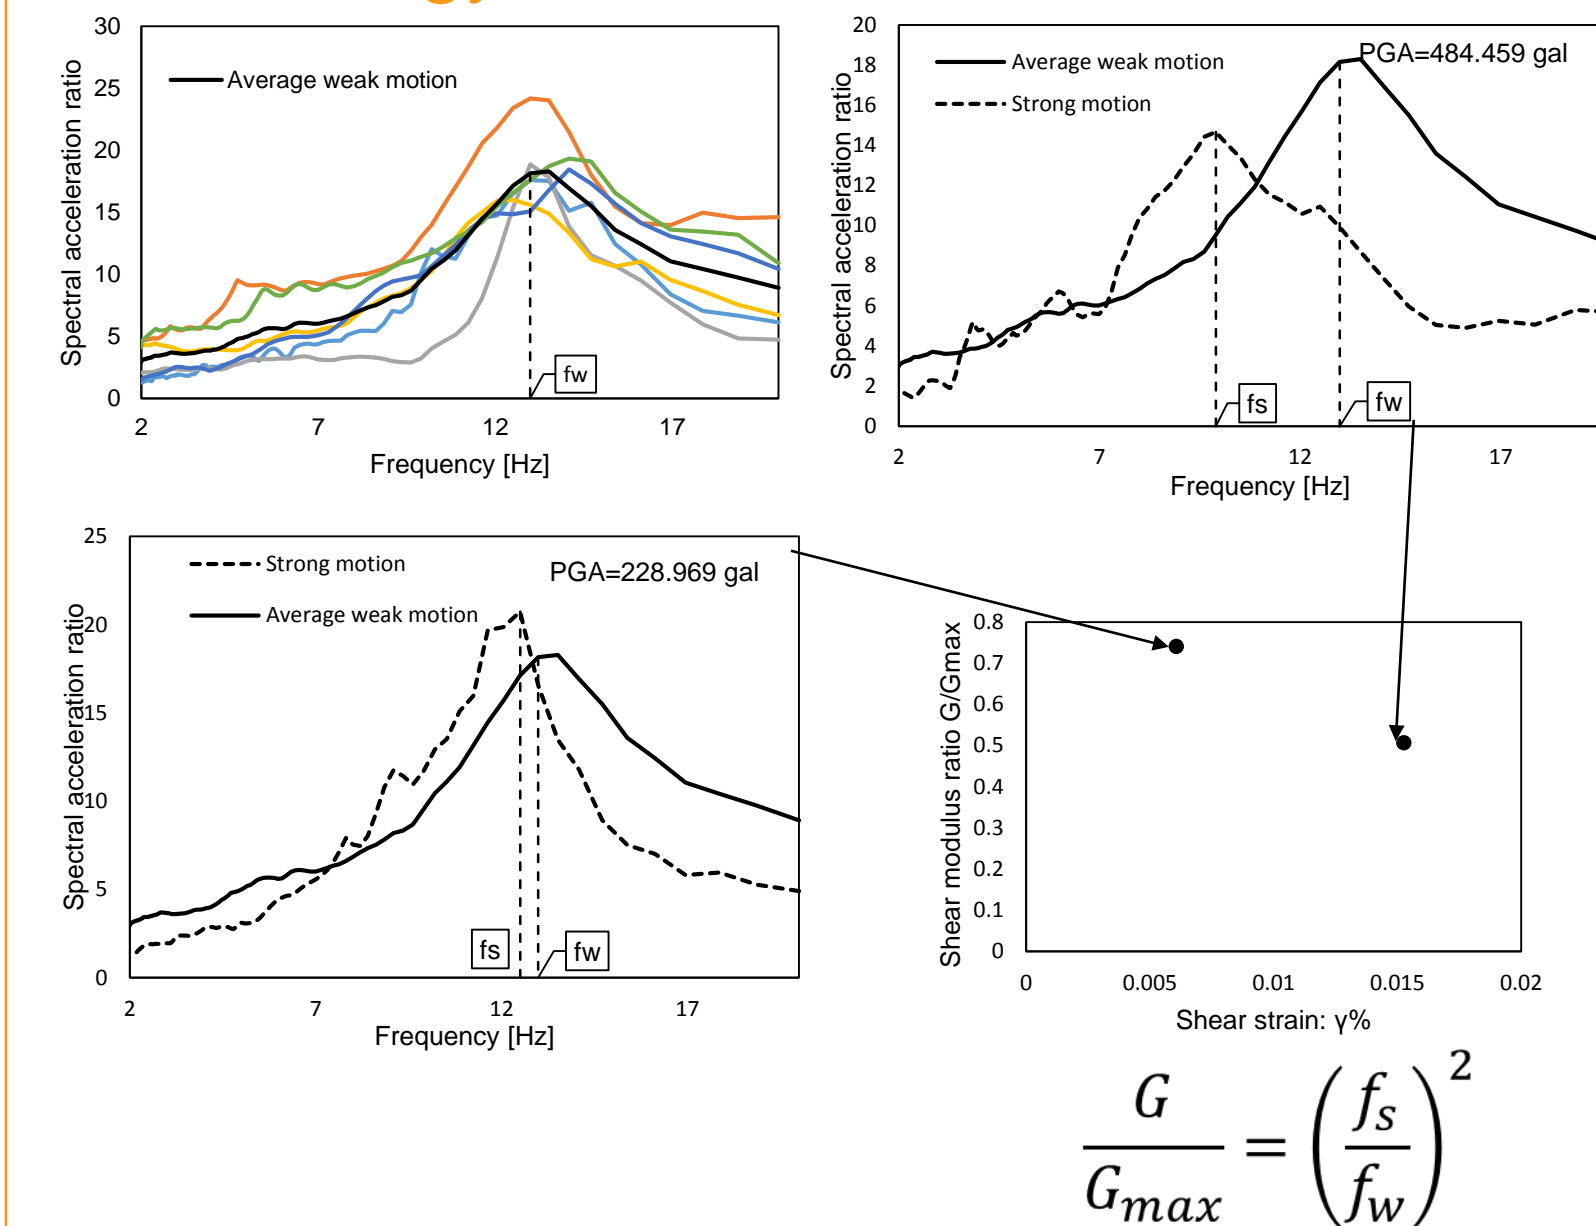 gy
30
25
20
15
10
5
0
2
7
12
17
Spectral acceleration ratio
Average weak motion
fw
Frequency [Hz]
20
18
16
14
12
10
8
6
4
2
0
2
7
12
17
Spectral acceleration ratio
Average weak motion
Strong motion
PGA=484.459 gal
fs
fw
Frequency [Hz]
25
20
15
10
5
0
2
7
12
17
Spectral acceleration ratio
Strong motion
Average weak motion
PGA=228.969 gal
fs
fw
Frequency [Hz]
0.8
0.7
0.6
0.5
0.4
0.3
0.2
0.1
0
0
0.005
0.01
0.015
0.02
Shear modulus ratio G/Gmax
Shear strain: γ%
G/G_max = (f_s/f_w)^2